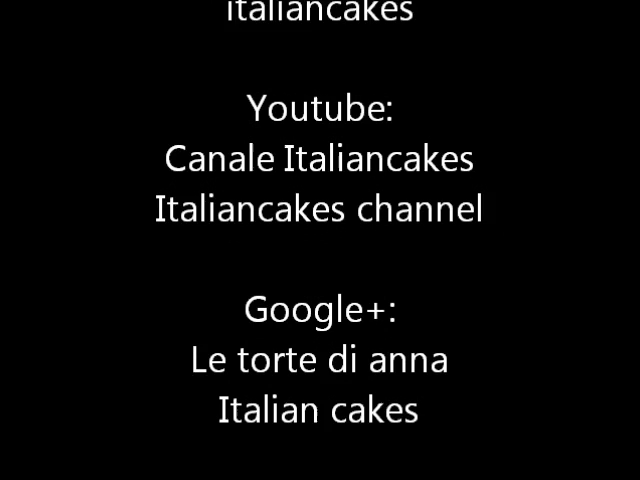 italiancakes
Youtube:
Canale Italiancakes
Italiancakes channel
Google+:
Le torte di anna
Italian cakes